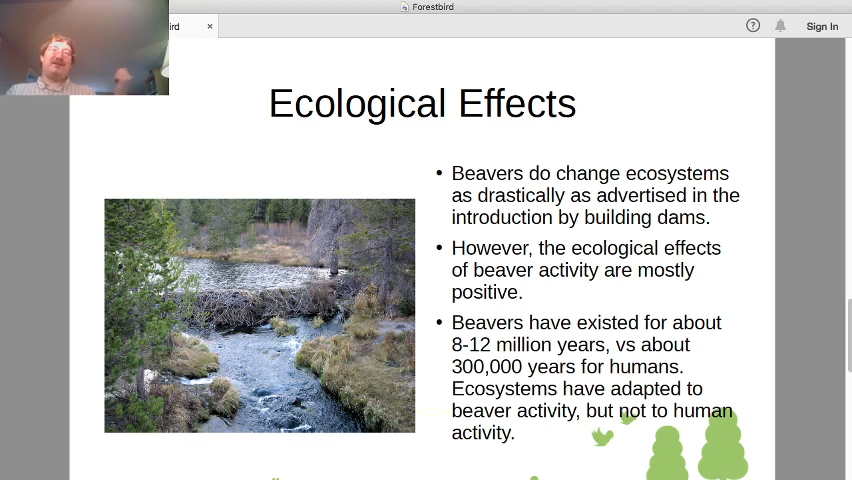 Forestbird
ird ×
? Sign In
Ecological Effects
• Beavers do change ecosystems
as drastically as advertised in the
introduction by building dams.
• However, the ecological effects
of beaver activity are mostly
positive.
• Beavers have existed for about
8-12 million years, vs about
300,000 years for humans.
Ecosystems have adapted to
beaver activity, but not to human
activity.